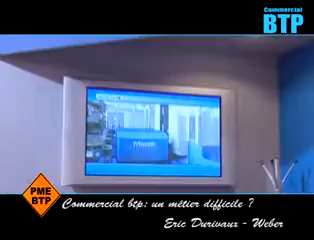 Commercial
BTP
PME
BTP
Commercial btp: un métier difficile ?
Eric Durivaux - Weber